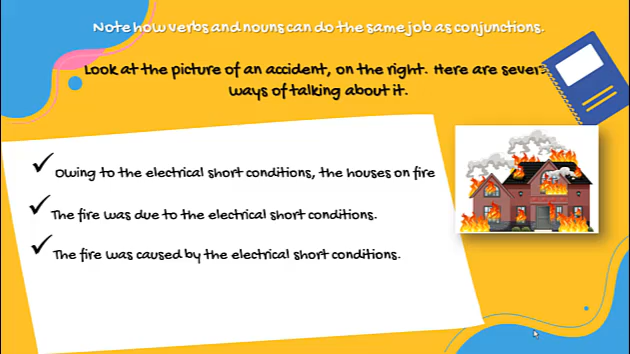 Note how verbs and nouns can do the same job as conjunctions.
Look at the picture of an accident, on the right. Here are
ways of talking about it.
Owing to the electrical short conditions, the houses on fire
The fire was due to the electrical short conditions.
The fire was caused by the electrical short conditions.